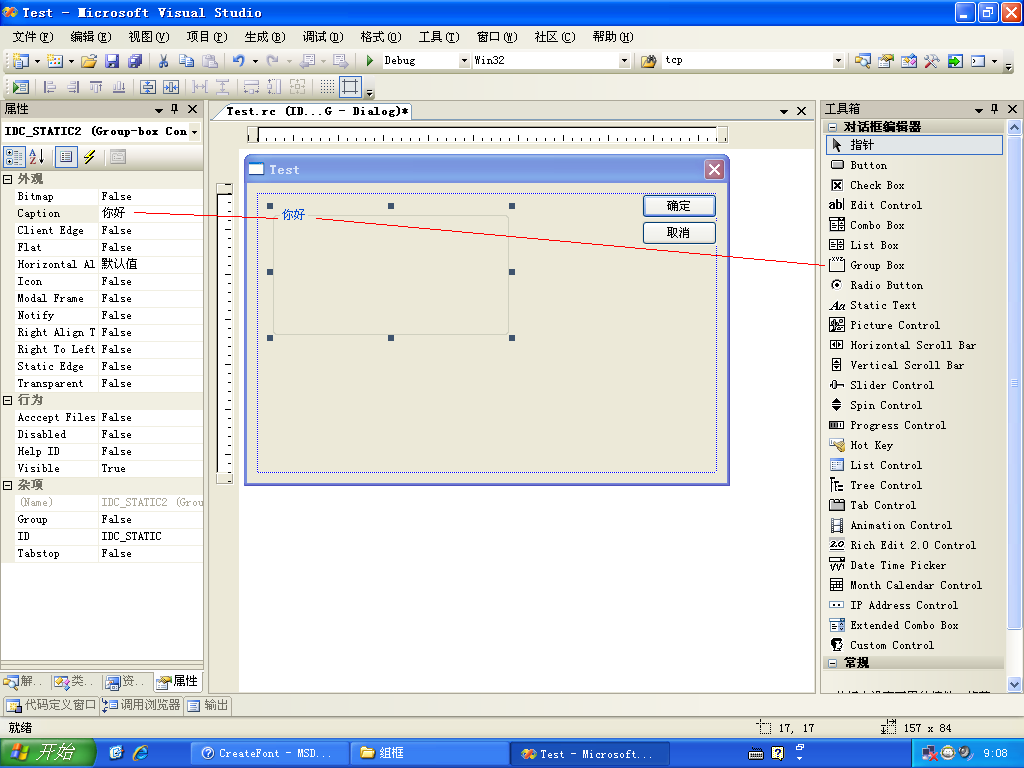 Test - Microsoft Visual Studio
文件(F) 编辑(E) 视图(V) 项目(P) 生成(B) 调试(D) 格式(O) 工具(T) 窗口(W) 社区(C) 帮助(H)
Debug Win32 tcp
属性
IDC_STATIC2 (Group-box Con
外观
Bitmap False
Caption 你好
Client Edge False
Flat False
Horizontal Al 默认值
Icon False
Modal Frame False
Notify False
Right Align T False
Right To Left False
Static Edge False
Transparent False
行为
Acccept Files False
Disabled False
Help ID False
Visible True
杂项
(Name) IDC_STATIC2 (Grou
Group False
ID IDC_STATIC
Tabstop False
解.. 类.. 资.. 属性
Test.rc (ID...G - Dialog)*
Test
你好
确定
取消
工具箱
对话框编辑器
指针
Button
Check Box
ab Edit Control
Combo Box
List Box
XYZ Group Box
Radio Button
Aa Static Text
Picture Control
Horizontal Scroll Bar
Vertical Scroll Bar
Slider Control
Spin Control
Progress Control
Hot Key
List Control
Tree Control
Tab Control
Animation Control
2.0 Rich Edit 2.0 Control
Date Time Picker
Month Calendar Control
IP Address Control
Extended Combo Box
Custom Control
常规
代码定义窗口 调用浏览器 输出
就绪 17, 17 157 x 84
开始 CreateFont - MSD... 组框 Test - Microsoft... 9:08